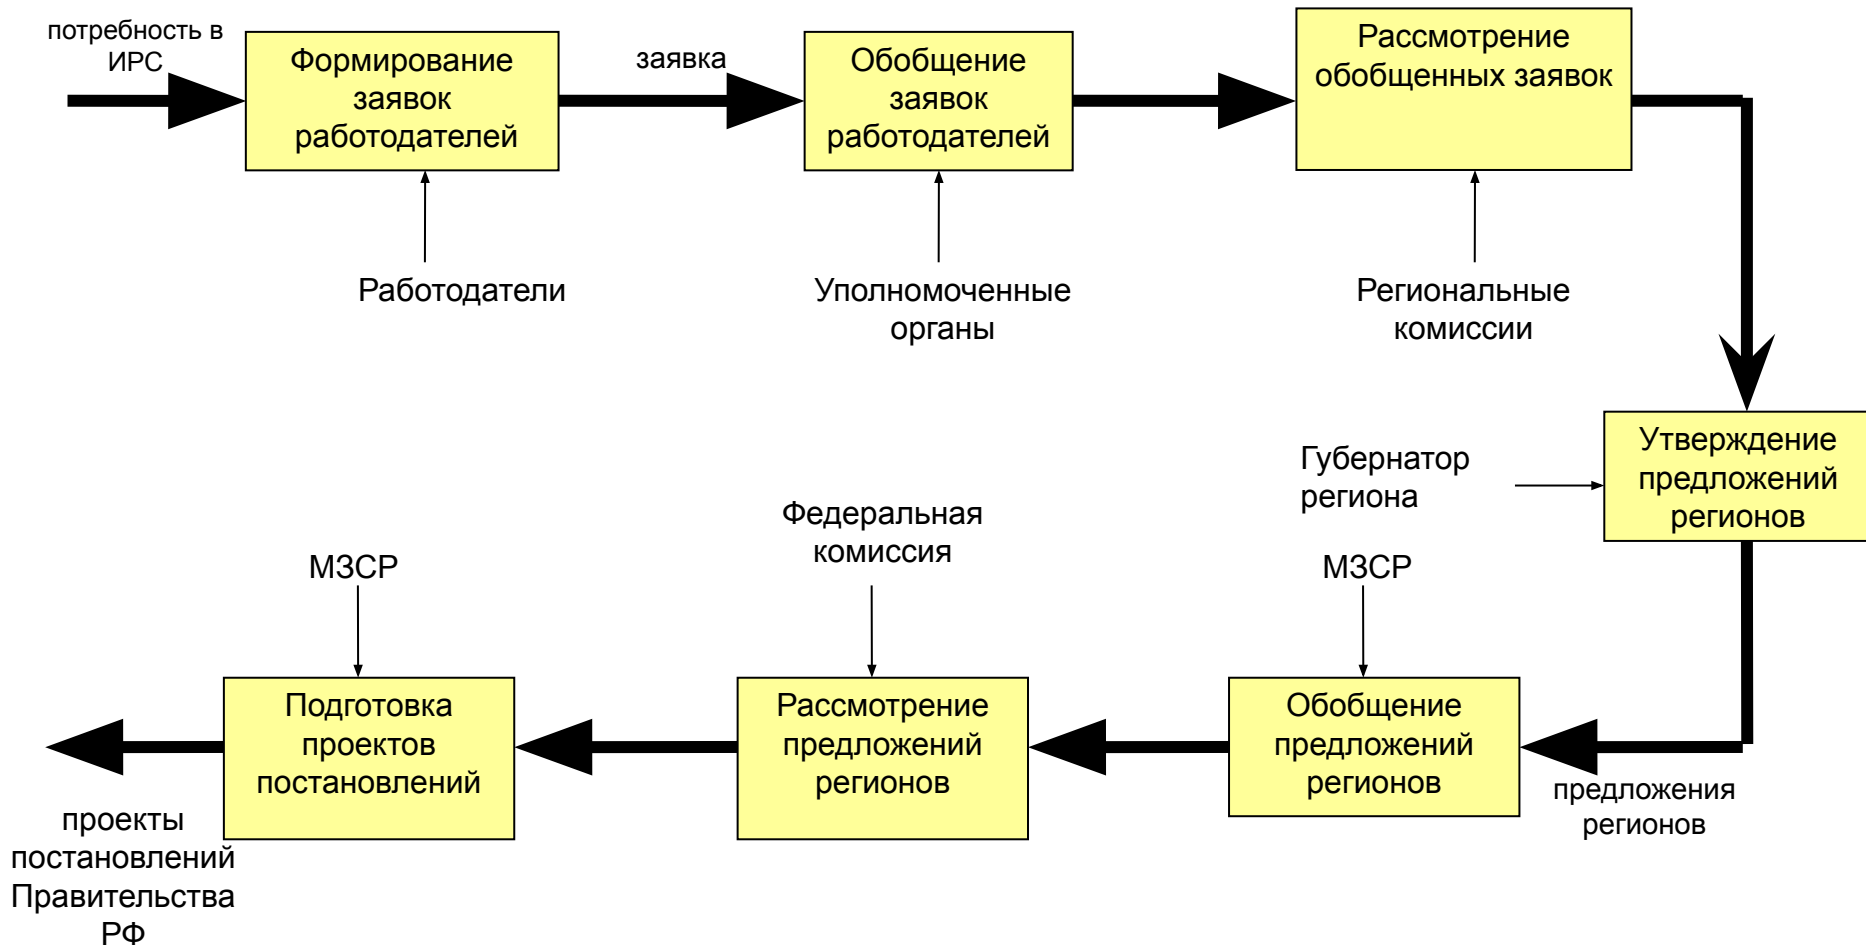 потребность в
ИРС
Формирование
заявок
работодателей
заявка
Обобщение
заявок
работодателей
Рассмотрение
обобщенных заявок
Работодатели
Уполномоченные
органы
Региональные
комиссии
Губернатор
региона
Утверждение
предложений
регионов
МЗСР
Федеральная
комиссия
МЗСР
Подготовка
проектов
постановлений
Рассмотрение
предложений
регионов
Обобщение
предложений
регионов
предложения
регионов
проекты
постановлений
Правительства
РФ